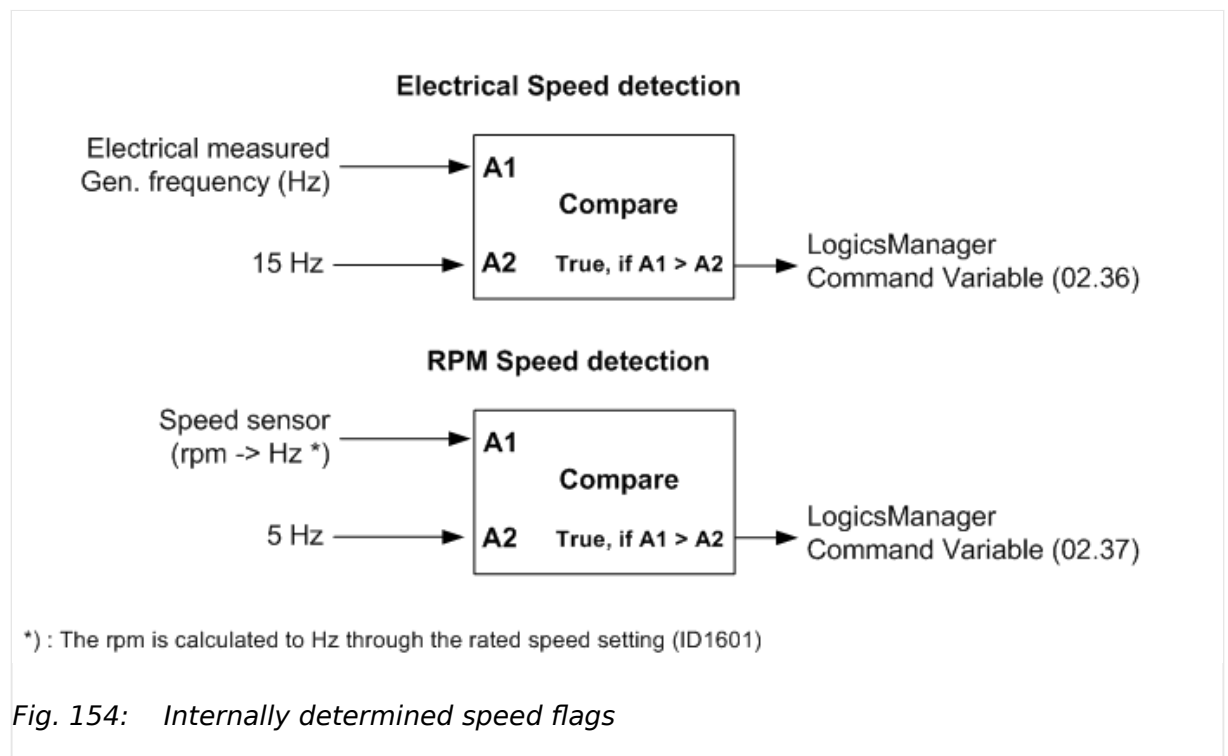 Electrical Speed detection
Electrical measured
Gen. frequency (Hz)
A1
Compare
15 Hz
A2
True, if A1 > A2
LogicsManager
Command Variable (02.36)
RPM Speed detection
Speed sensor
(rpm -> Hz *)
A1
Compare
5 Hz
A2
True, if A1 > A2
LogicsManager
Command Variable (02.37)
*) : The rpm is calculated to Hz through the rated speed setting (ID1601)
Fig. 154: Internally determined speed flags